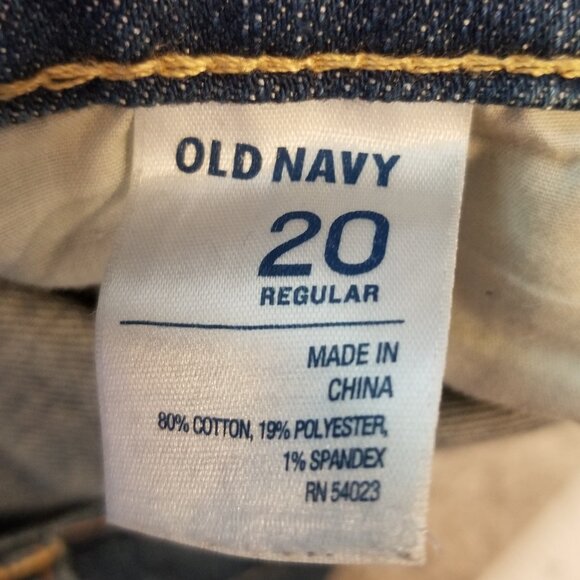 OLD NAVY
20
REGULAR
MADE IN
CHINA
80% COTTON, 19% POLYESTER,
1% SPANDEX
RN 54023